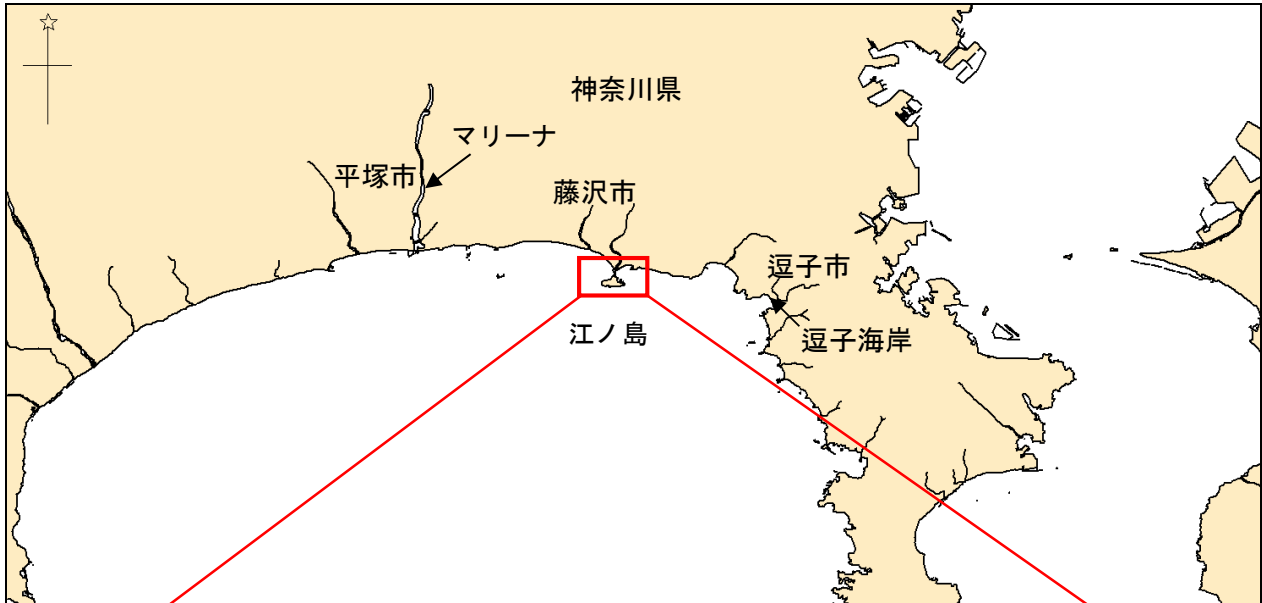 神奈川県
マリーナ
平塚市
藤沢市
逗子市
江ノ島
逗子海岸